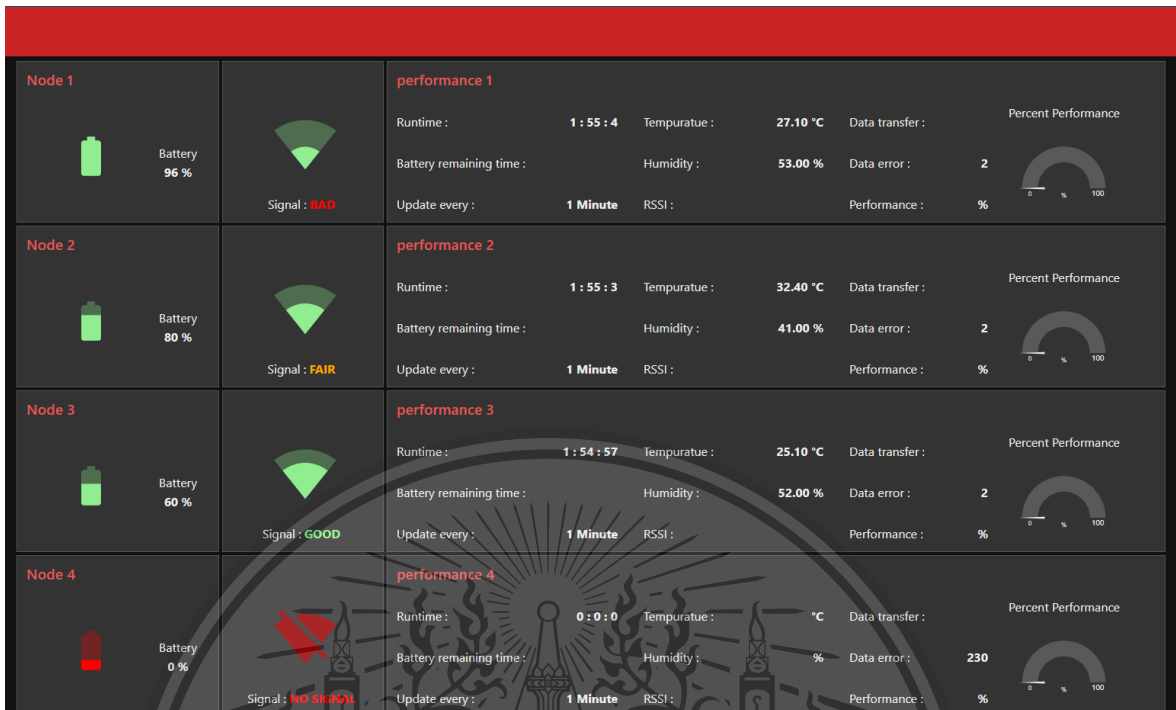 Node 1
Battery
96 %
Signal : BAD
performance 1
Runtime : 1 : 55 : 4 Tempuratue : 27.10 °C Data transfer :
Battery remaining time : Humidity : 53.00 % Data error : 2
Update every : 1 Minute RSSI : Performance : %
Percent Performance
0 % 100
Node 2
Battery
80 %
Signal : FAIR
performance 2
Runtime : 1 : 55 : 3 Tempuratue : 32.40 °C Data transfer :
Battery remaining time : Humidity : 41.00 % Data error : 2
Update every : 1 Minute RSSI : Performance : %
Percent Performance
0 % 100
Node 3
Battery
60 %
Signal : GOOD
performance 3
Runtime : 1 : 54 : 57 Tempuratue : 25.10 °C Data transfer :
Battery remaining time : Humidity : 52.00 % Data error : 2
Update every : 1 Minute RSSI : Performance : %
Percent Performance
0 % 100
Node 4
Battery
0 %
Signal : NO SIGNAL
performance 4
Runtime : 0 : 0 : 0 Tempuratue : °C Data transfer :
Battery remaining time : Humidity : % Data error : 230
Update every : 1 Minute RSSI : Performance : %
Percent Performance
0 % 100